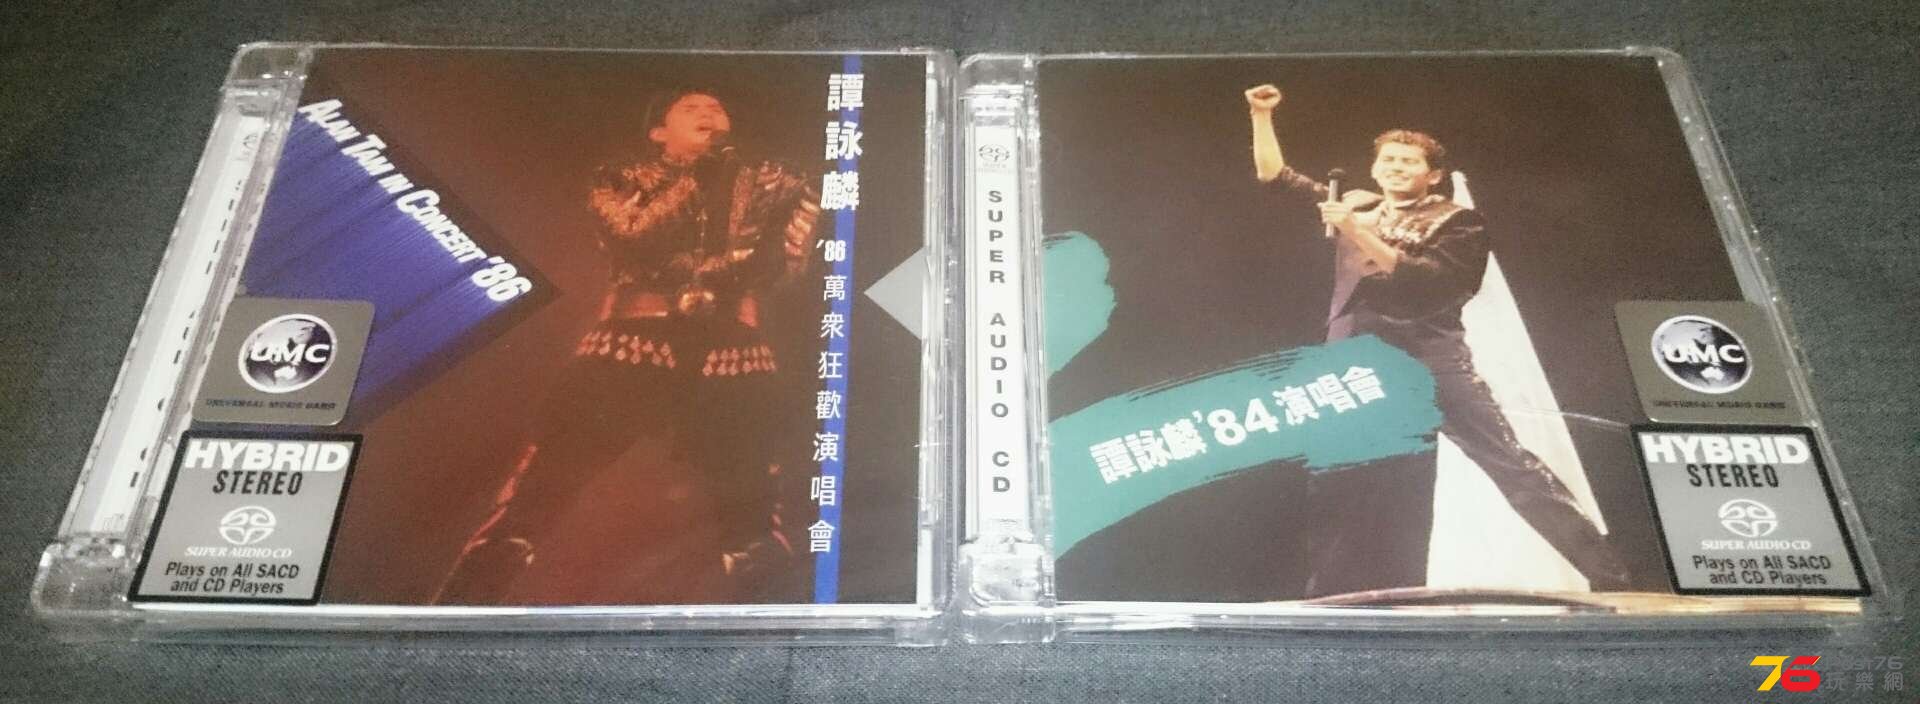 ALAN TAM IN CONCERT '86
譚詠麟
'86
萬衆狂歡演唱會
UMC
UNIVERSAL MUSIC
HYBRID
STEREO
SUPER AUDIO CD
Plays on All SACD
and CD Players
SUPER AUDIO CD
譚詠麟'84演唱會
UMC
UNIVERSAL MUSIC
HYBRID
STEREO
SUPER AUDIO CD
Plays on All SACD
and CD Players
76
玩樂網